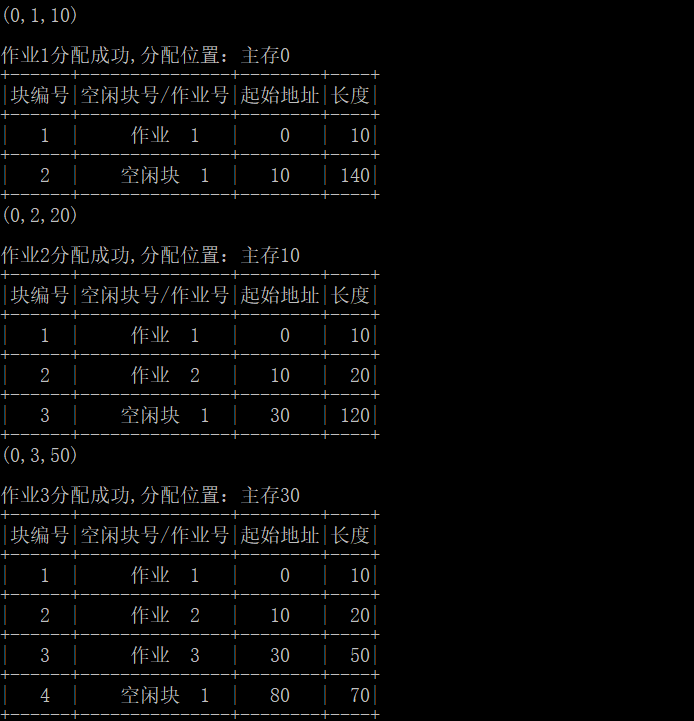 (0,1,10)
作业1分配成功,分配位置：主存0
+------+---------------+--------+----+
|块编号|空闲块号/作业号|起始地址|长度|
+------+---------------+--------+----+
|   1  |     作业  1   |    0   |  10|
+------+---------------+--------+----+
|   2  |    空闲块  1  |   10   | 140|
+------+---------------+--------+----+
(0,2,20)
作业2分配成功,分配位置：主存10
+------+---------------+--------+----+
|块编号|空闲块号/作业号|起始地址|长度|
+------+---------------+--------+----+
|   1  |     作业  1   |    0   |  10|
+------+---------------+--------+----+
|   2  |     作业  2   |   10   |  20|
+------+---------------+--------+----+
|   3  |    空闲块  1  |   30   | 120|
+------+---------------+--------+----+
(0,3,50)
作业3分配成功,分配位置：主存30
+------+---------------+--------+----+
|块编号|空闲块号/作业号|起始地址|长度|
+------+---------------+--------+----+
|   1  |     作业  1   |    0   |  10|
+------+---------------+--------+----+
|   2  |     作业  2   |   10   |  20|
+------+---------------+--------+----+
|   3  |     作业  3   |   30   |  50|
+------+---------------+--------+----+
|   4  |    空闲块  1  |   80   |  70|
+------+---------------+--------+----+